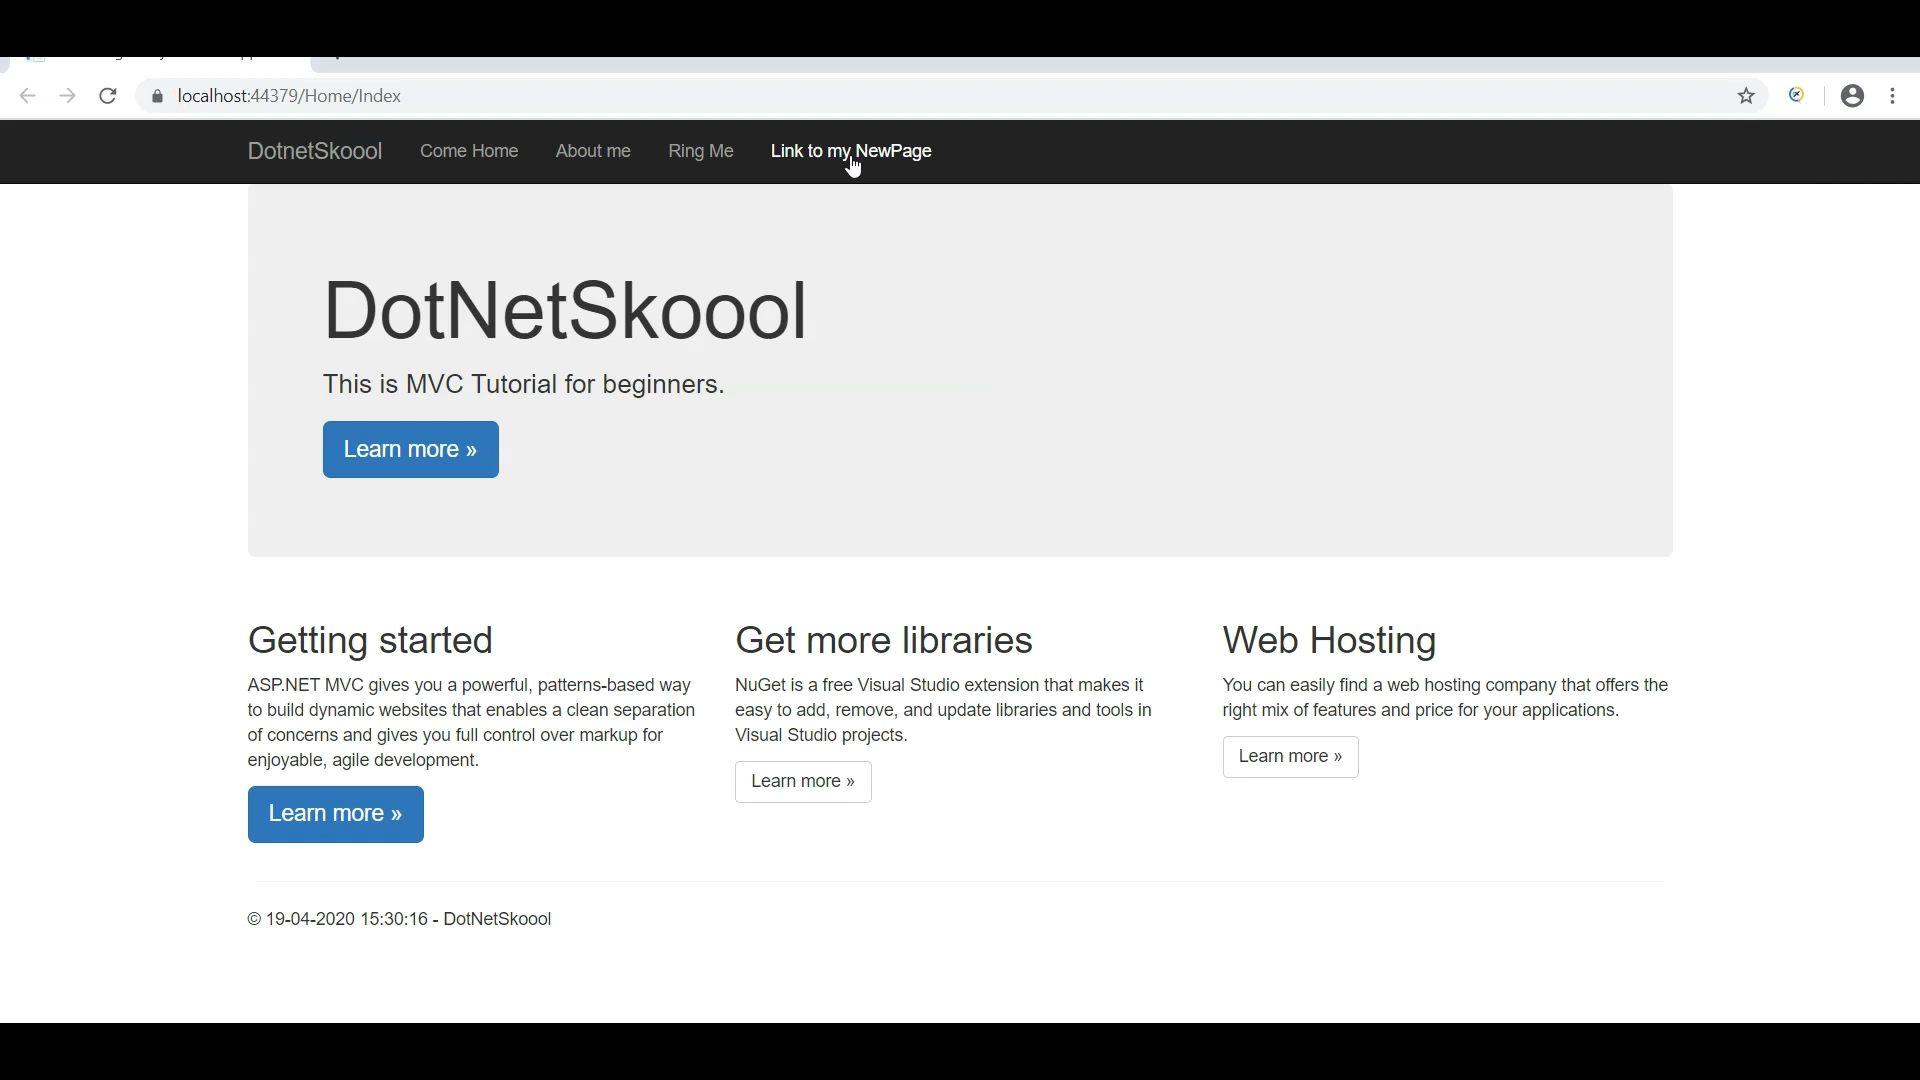 localhost:44379/Home/Index
DotnetSkoool Come Home About me Ring Me Link to my NewPage
DotNetSkoool
This is MVC Tutorial for beginners.
Learn more »
Getting started
ASP.NET MVC gives you a powerful, patterns-based way
to build dynamic websites that enables a clean separation
of concerns and gives you full control over markup for
enjoyable, agile development.
Learn more »
Get more libraries
NuGet is a free Visual Studio extension that makes it
easy to add, remove, and update libraries and tools in
Visual Studio projects.
Learn more »
Web Hosting
You can easily find a web hosting company that offers the
right mix of features and price for your applications.
Learn more »
© 19-04-2020 15:30:16 - DotNetSkoool